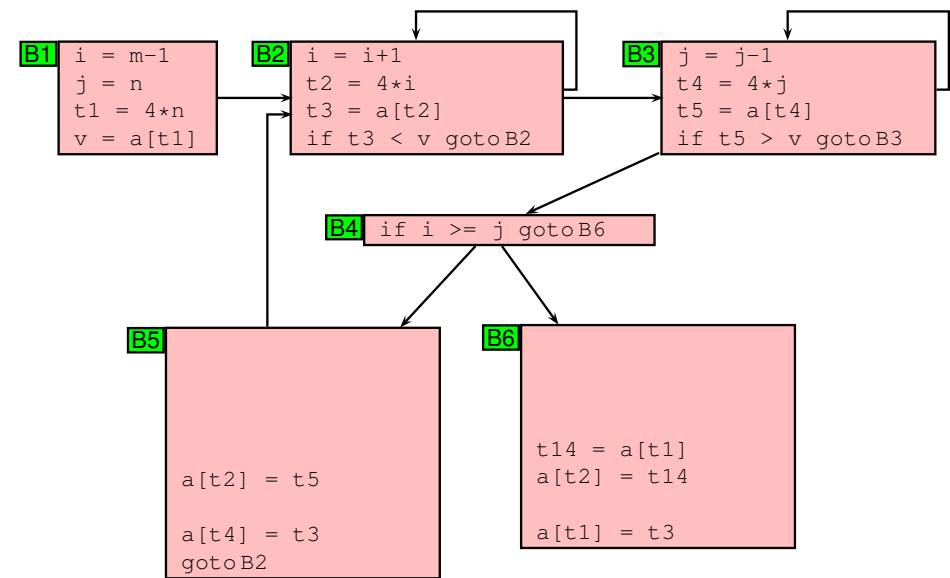 B1
i = m-1
j = n
t1 = 4*n
v = a[t1]
B2
i = i+1
t2 = 4*i
t3 = a[t2]
if t3 < v goto B2
B3
j = j-1
t4 = 4*j
t5 = a[t4]
if t5 > v goto B3
B4
if i >= j goto B6
B5
a[t2] = t5
a[t4] = t3
goto B2
B6
t14 = a[t1]
a[t2] = t14
a[t1] = t3